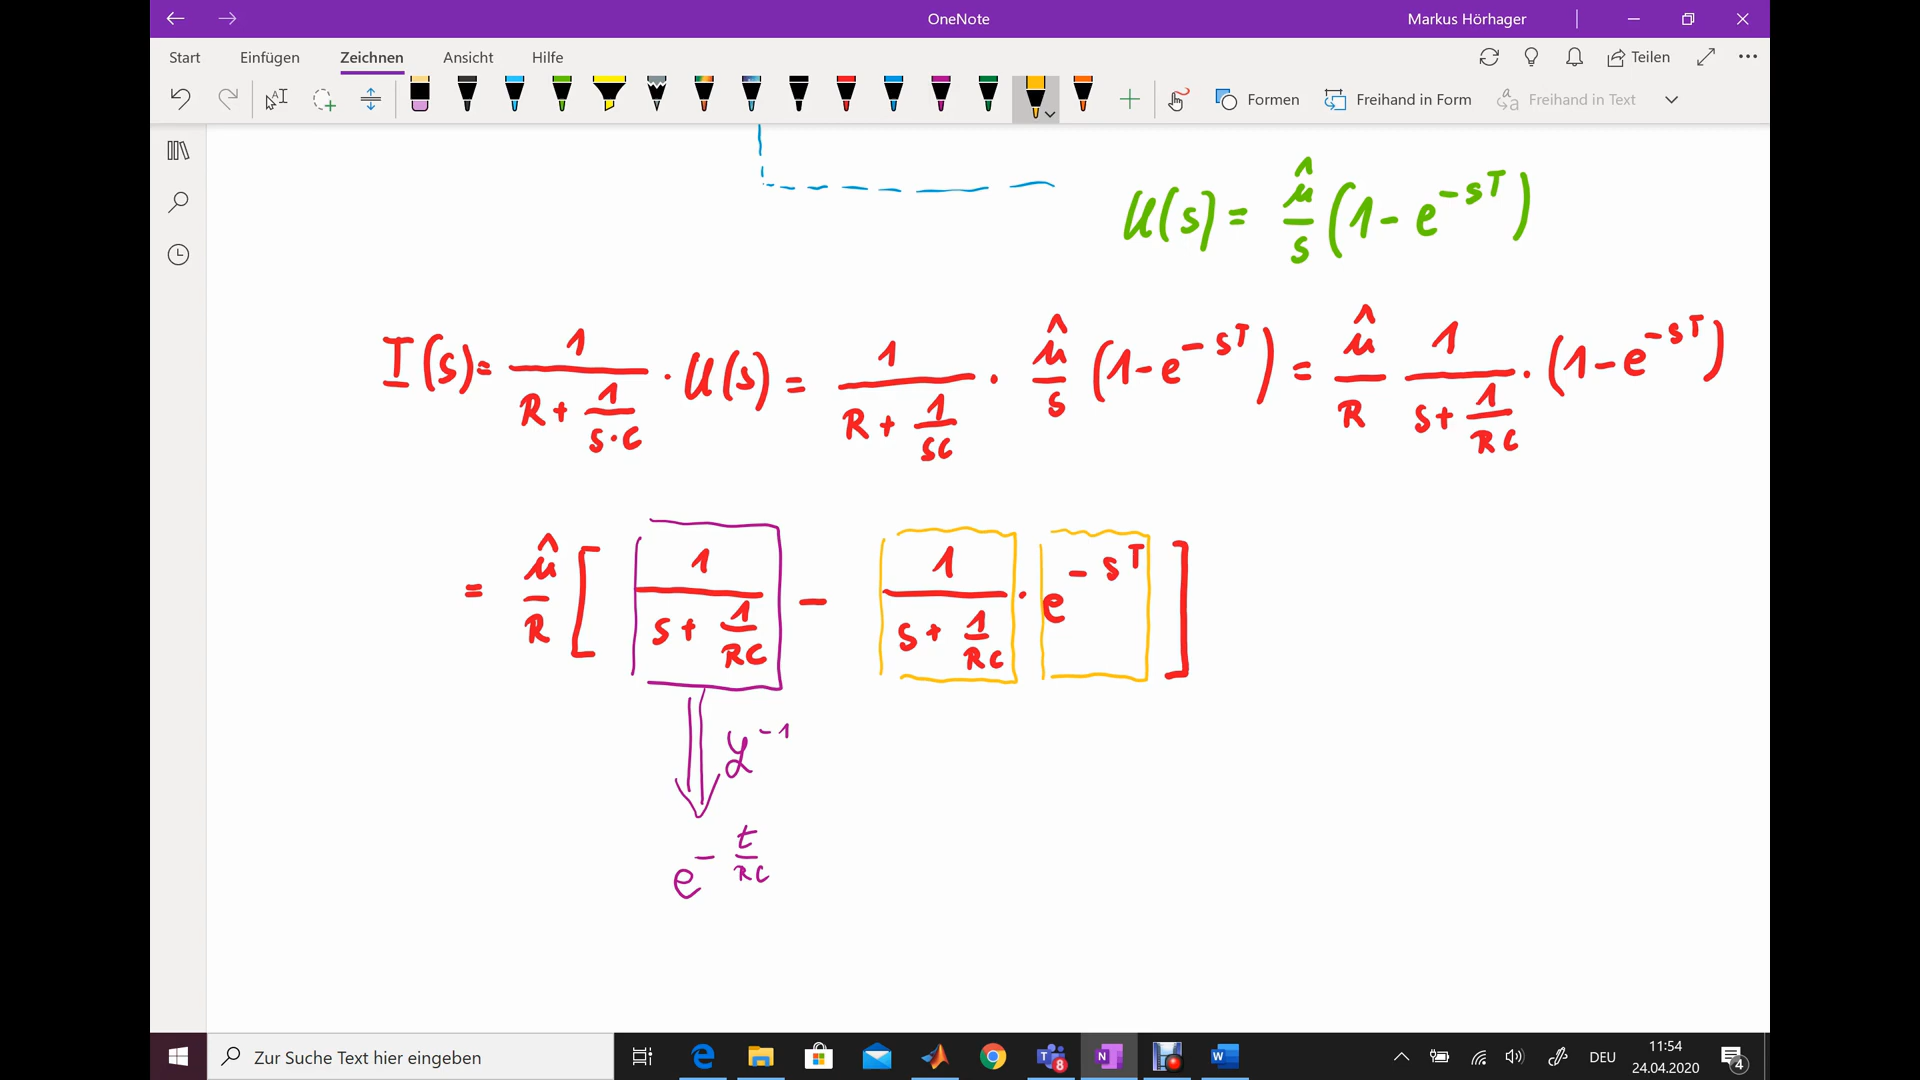 OneNote
Markus Hörhager
Start Einfügen Zeichnen Ansicht Hilfe
Teilen
Formen Freihand in Form Freihand in Text
U(s) = û/s (1 - e^{-sT})
I(s) = 1/(R + 1/(s·C)) · U(s) = 1/(R + 1/(sC)) · û/s (1 - e^{-sT}) = û/R 1/(s + 1/(RC)) · (1 - e^{-sT})
= û/R [ 1/(s + 1/(RC)) - 1/(s + 1/(RC)) · e^{-sT} ]
ℒ^{-1}
e^{-t/(RC)}
Zur Suche Text hier eingeben
8
DEU
11:54
24.04.2020
4